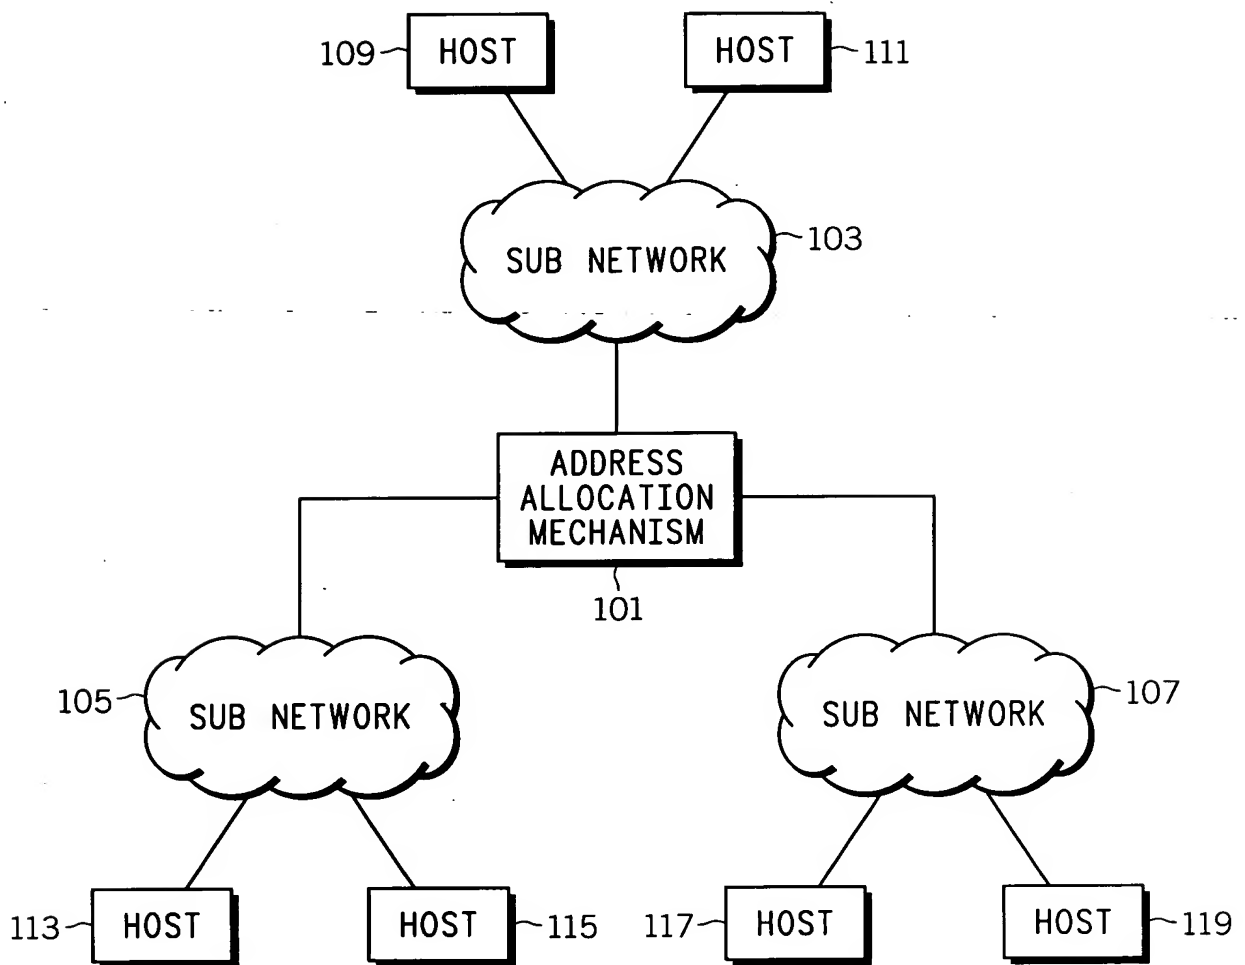 109 HOST HOST 111
SUB NETWORK 103
ADDRESS
ALLOCATION
MECHANISM
101
105 SUB NETWORK
SUB NETWORK 107
113 HOST HOST 115 117 HOST HOST 119